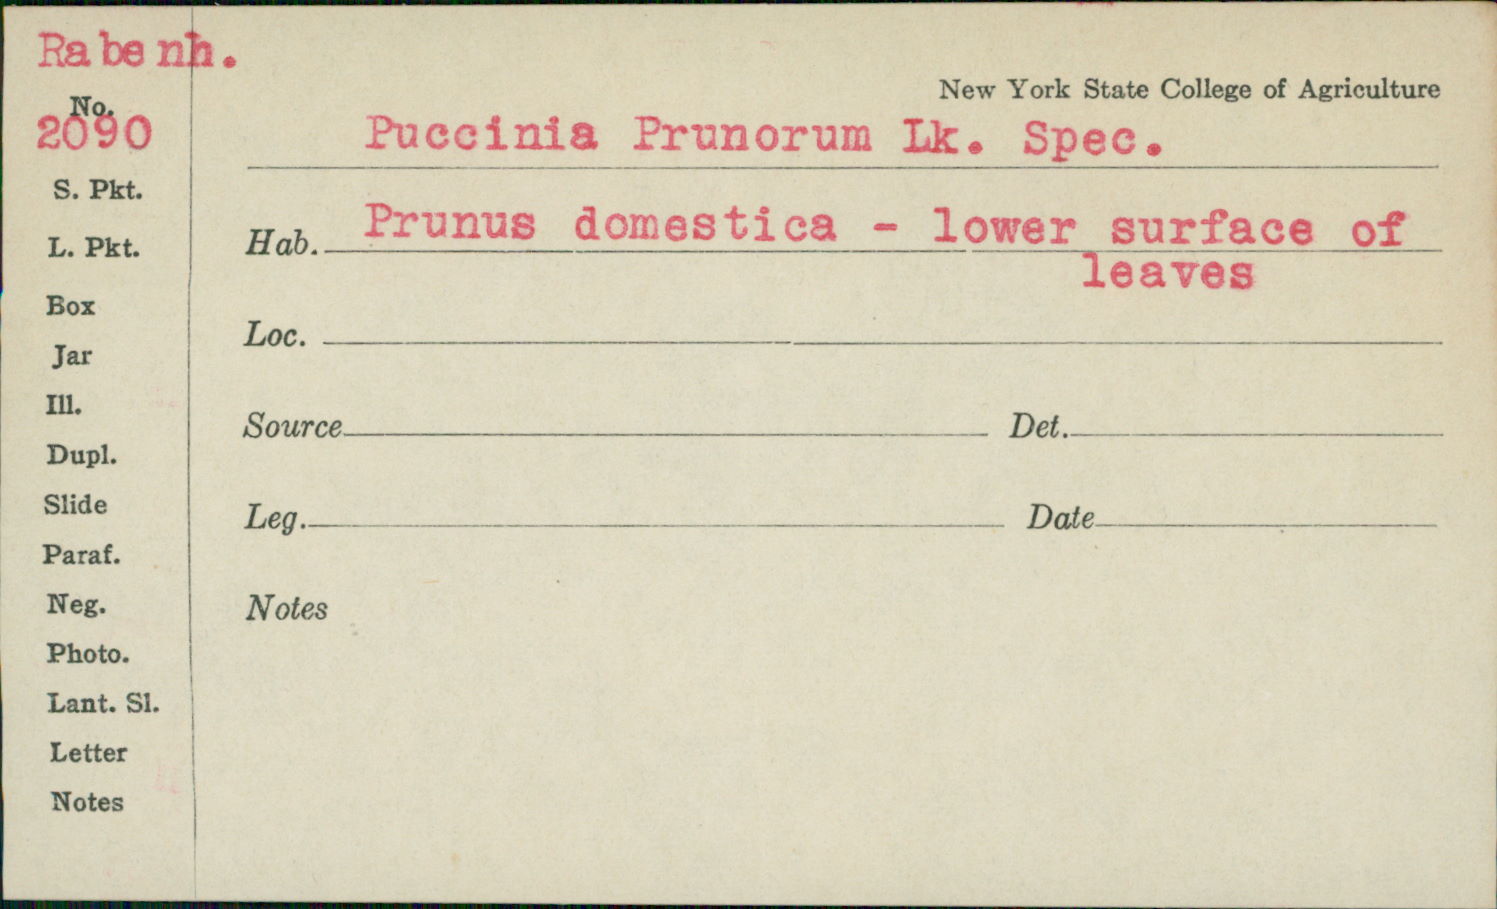 Rabenh.
New York State College of Agriculture
No.
2090
Puccinia Prunorum Lk. Spec.
S. Pkt.
Hab. Prunus domestica - lower surface of
leaves
L. Pkt.
Box
Loc.
Jar
Ill.
Source Det.
Dupl.
Slide
Leg. Date
Paraf.
Neg.
Notes
Photo.
Lant. Sl.
Letter
Notes